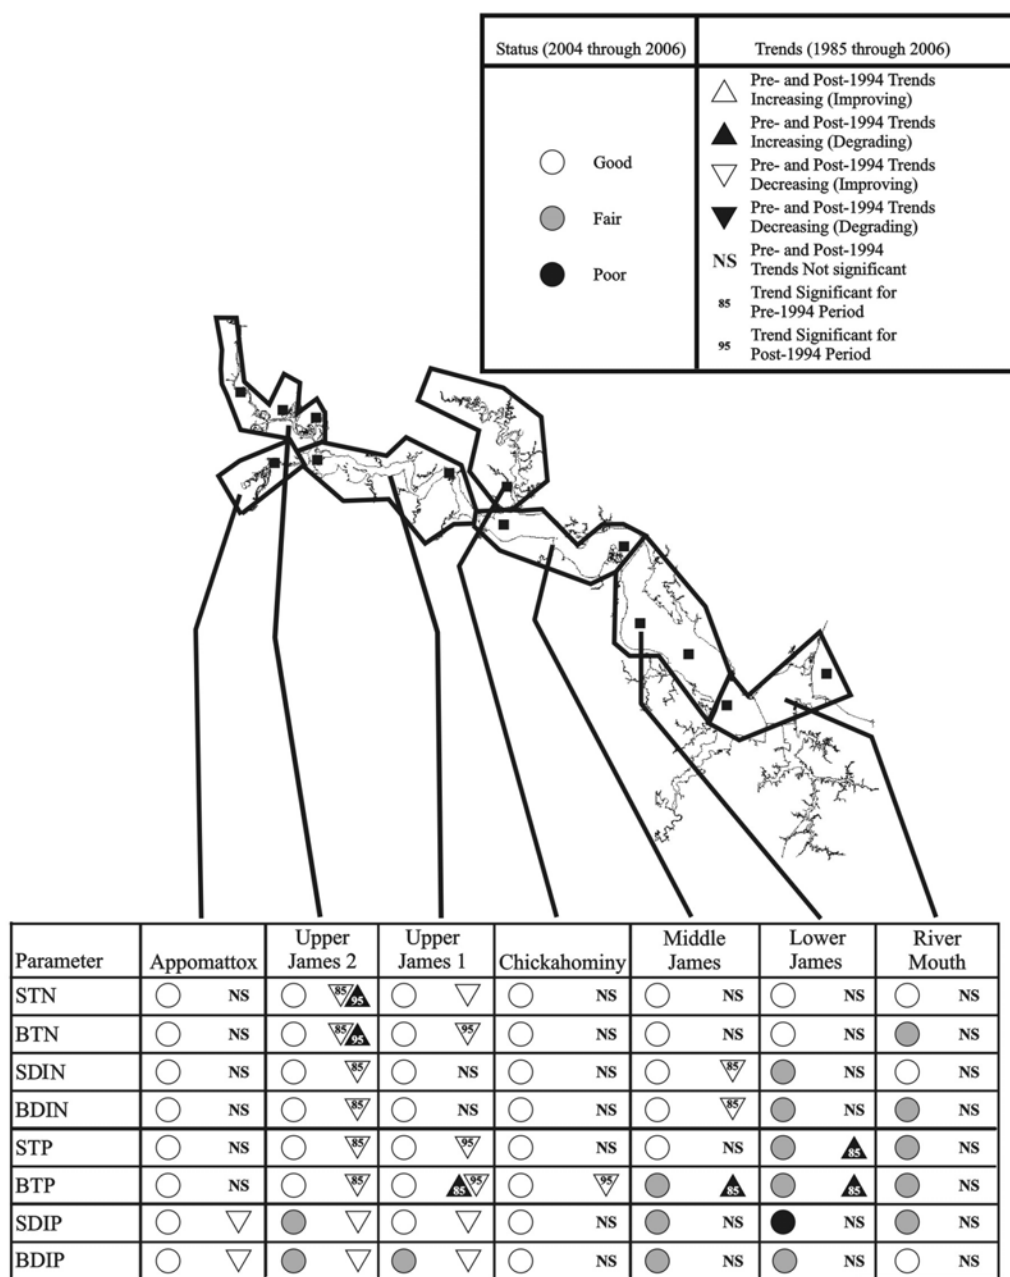 Status (2004 through 2006) Trends (1985 through 2006)
Pre- and Post-1994 Trends
Increasing (Improving)
Pre- and Post-1994 Trends
Increasing (Degrading)
Good
Pre- and Post-1994 Trends
Decreasing (Improving)
Fair
Pre- and Post-1994 Trends
Decreasing (Degrading)
NS Pre- and Post-1994
Trends Not significant
Poor
85 Trend Significant for
Pre-1994 Period
95 Trend Significant for
Post-1994 Period
Parameter Appomattox Upper James 2 Upper James 1 Chickahominy Middle James Lower James River Mouth
STN NS 85 95 NS NS NS NS
BTN NS 85 95 95 NS NS NS NS
SDIN NS 85 NS NS 85 NS NS
BDIN NS 85 NS NS 85 NS NS
STP NS 85 95 NS NS 85 NS
BTP NS 85 85 95 95 85 85 NS
SDIP NS NS NS NS
BDIP NS NS NS NS